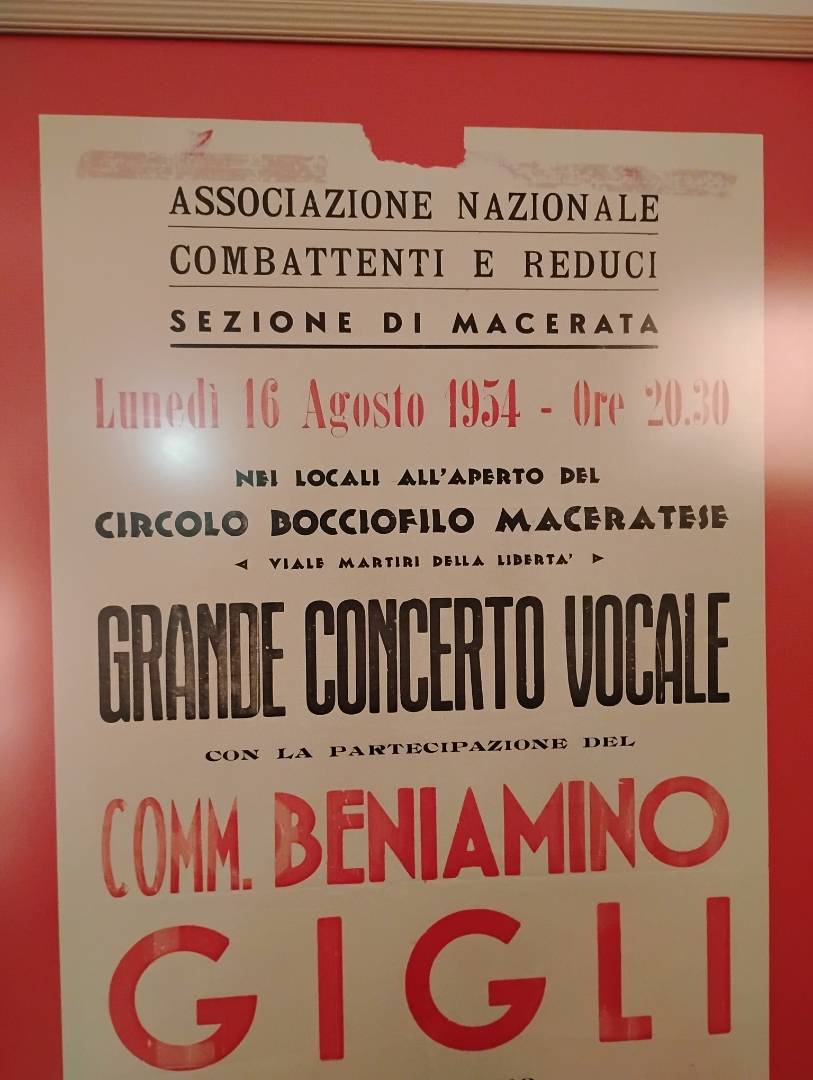 ASSOCIAZIONE NAZIONALE
COMBATTENTI E REDUCI
SEZIONE DI MACERATA
Lunedì 16 Agosto 1954 - Ore 20.30
NEI LOCALI ALL'APERTO DEL
CIRCOLO BOCCIOFILO MACERATESE
VIALE MARTIRI DELLA LIBERTA'
GRANDE CONCERTO VOCALE
CON LA PARTECIPAZIONE DEL
COMM. BENIAMINO
GIGLI